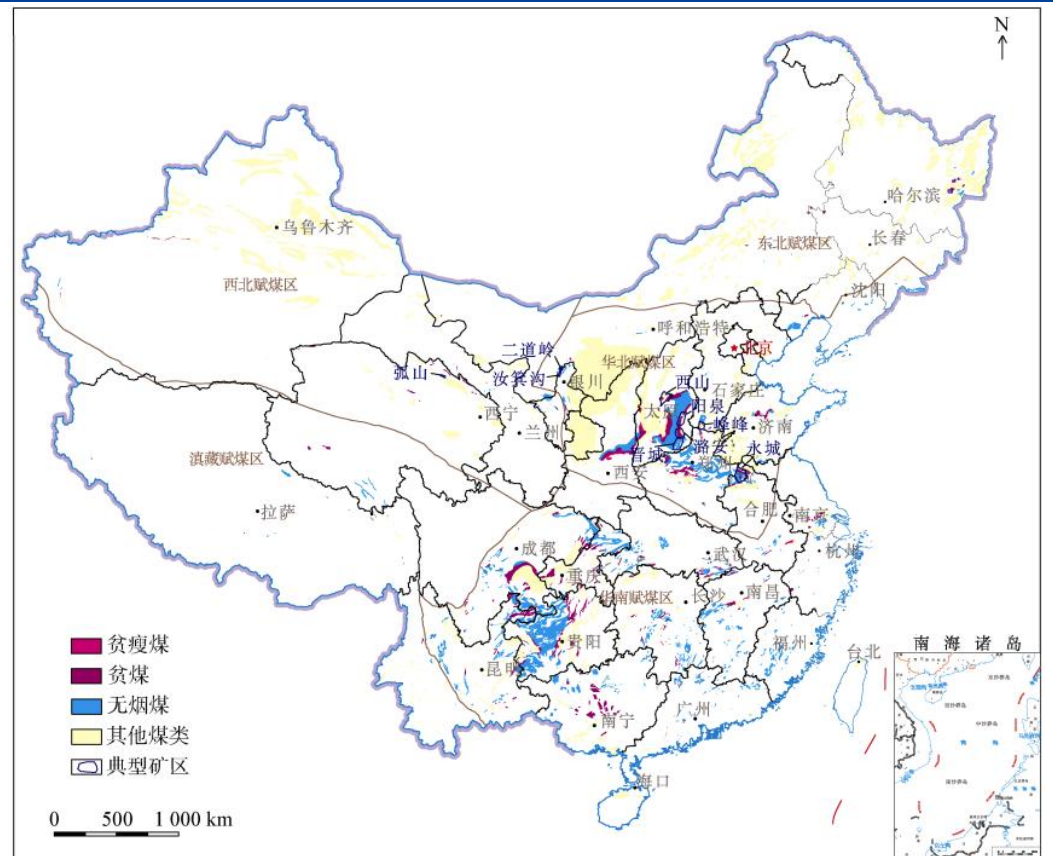 N
乌鲁木齐
哈尔滨
长春
东北赋煤区
西北赋煤区
沈阳
呼和浩特
北京
二道岭
华北赋煤区
弧山
汝箕沟
银川
西山
石家庄
太原
阳泉
西宁
兰州
峰峰
济南
滇藏赋煤区
晋城
潞安
永城
郑州
西安
拉萨
合肥
南京
成都
武汉
杭州
重庆
华南赋煤区
长沙
南昌
贵阳
福州
台北
昆明
南宁
广州
海口
贫瘦煤
贫煤
无烟煤
其他煤类
典型矿区
0 500 1 000 km
南海诸岛